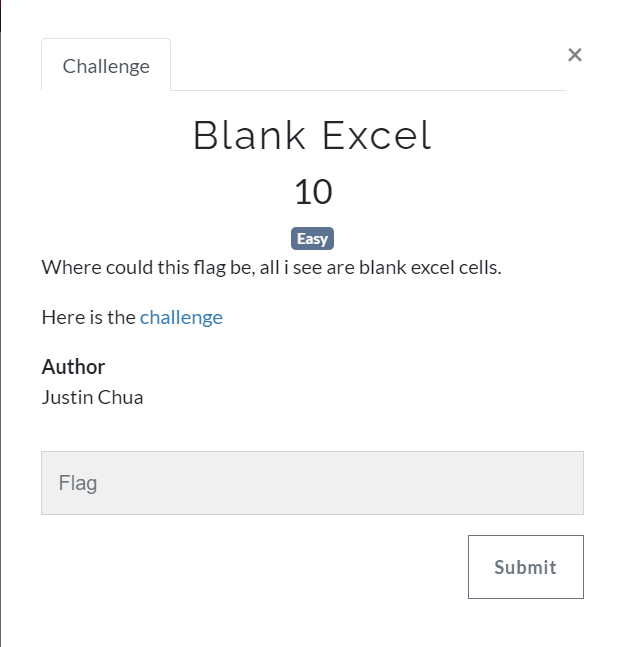 Challenge
×
Blank Excel
10
Easy
Where could this flag be, all i see are blank excel cells.
Here is the challenge
Author
Justin Chua
Flag
Submit